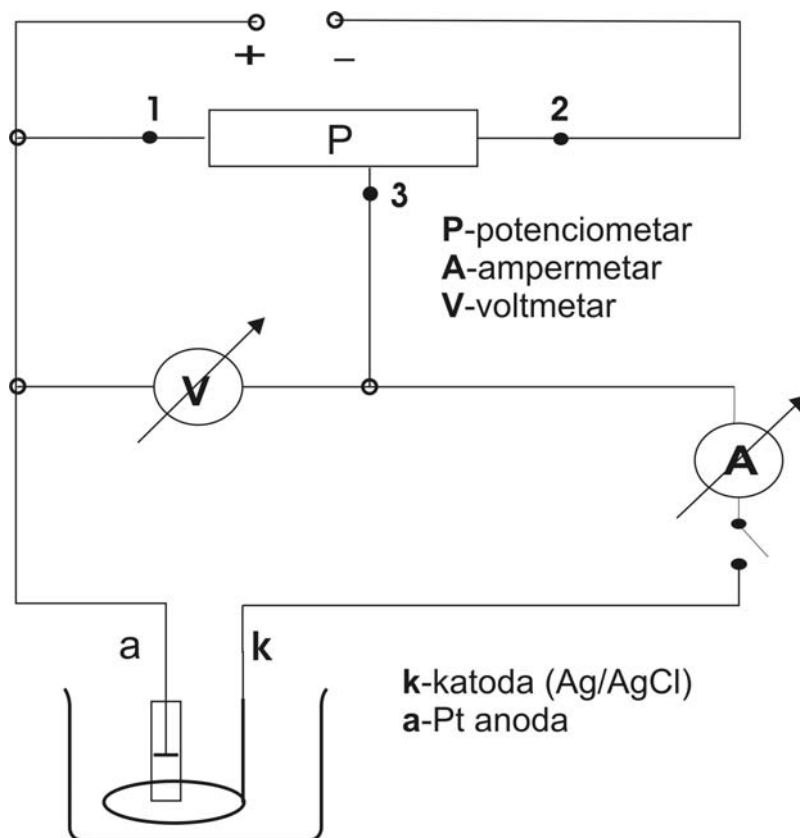 + –
1
2
P
3
P-potenciometar
A-ampermetar
V-voltmetar
V
A
a
k
k-katoda (Ag/AgCl)
a-Pt anoda